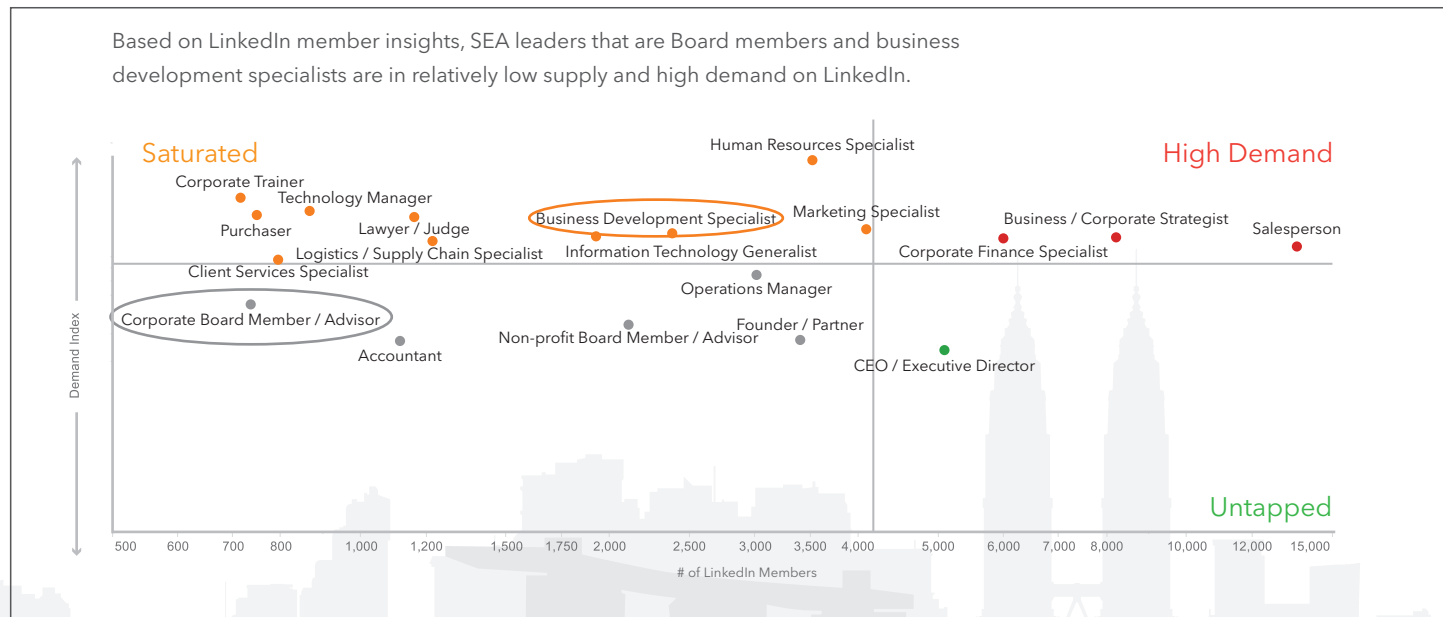 Based on LinkedIn member insights, SEA leaders that are Board members and business
development specialists are in relatively low supply and high demand on LinkedIn.
Saturated
High Demand
Human Resources Specialist
Corporate Trainer
Technology Manager
Purchaser
Lawyer / Judge
Business Development Specialist
Marketing Specialist
Business / Corporate Strategist
Salesperson
Logistics / Supply Chain Specialist
Information Technology Generalist
Corporate Finance Specialist
Client Services Specialist
Operations Manager
Corporate Board Member / Advisor
Non-profit Board Member / Advisor
Founder / Partner
Accountant
CEO / Executive Director
Demand Index
Untapped
500 600 700 800 1,000 1,200 1,500 1,750 2,000 2,500 3,000 3,500 4,000 5,000 6,000 7,000 8,000 10,000 12,000 15,000
# of LinkedIn Members